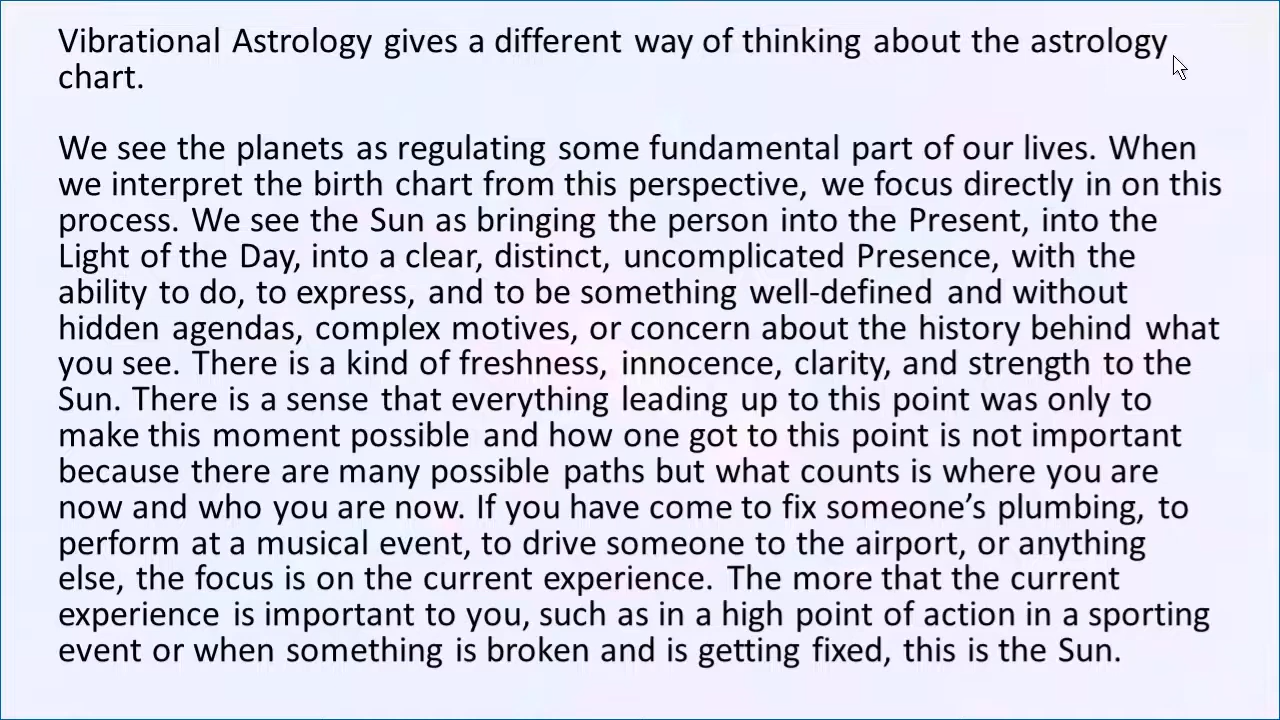 Vibrational Astrology gives a different way of thinking about the astrology
chart.
We see the planets as regulating some fundamental part of our lives. When
we interpret the birth chart from this perspective, we focus directly in on this
process. We see the Sun as bringing the person into the Present, into the
Light of the Day, into a clear, distinct, uncomplicated Presence, with the
ability to do, to express, and to be something well-defined and without
hidden agendas, complex motives, or concern about the history behind what
you see. There is a kind of freshness, innocence, clarity, and strength to the
Sun. There is a sense that everything leading up to this point was only to
make this moment possible and how one got to this point is not important
because there are many possible paths but what counts is where you are
now and who you are now. If you have come to fix someone’s plumbing, to
perform at a musical event, to drive someone to the airport, or anything
else, the focus is on the current experience. The more that the current
experience is important to you, such as in a high point of action in a sporting
event or when something is broken and is getting fixed, this is the Sun.